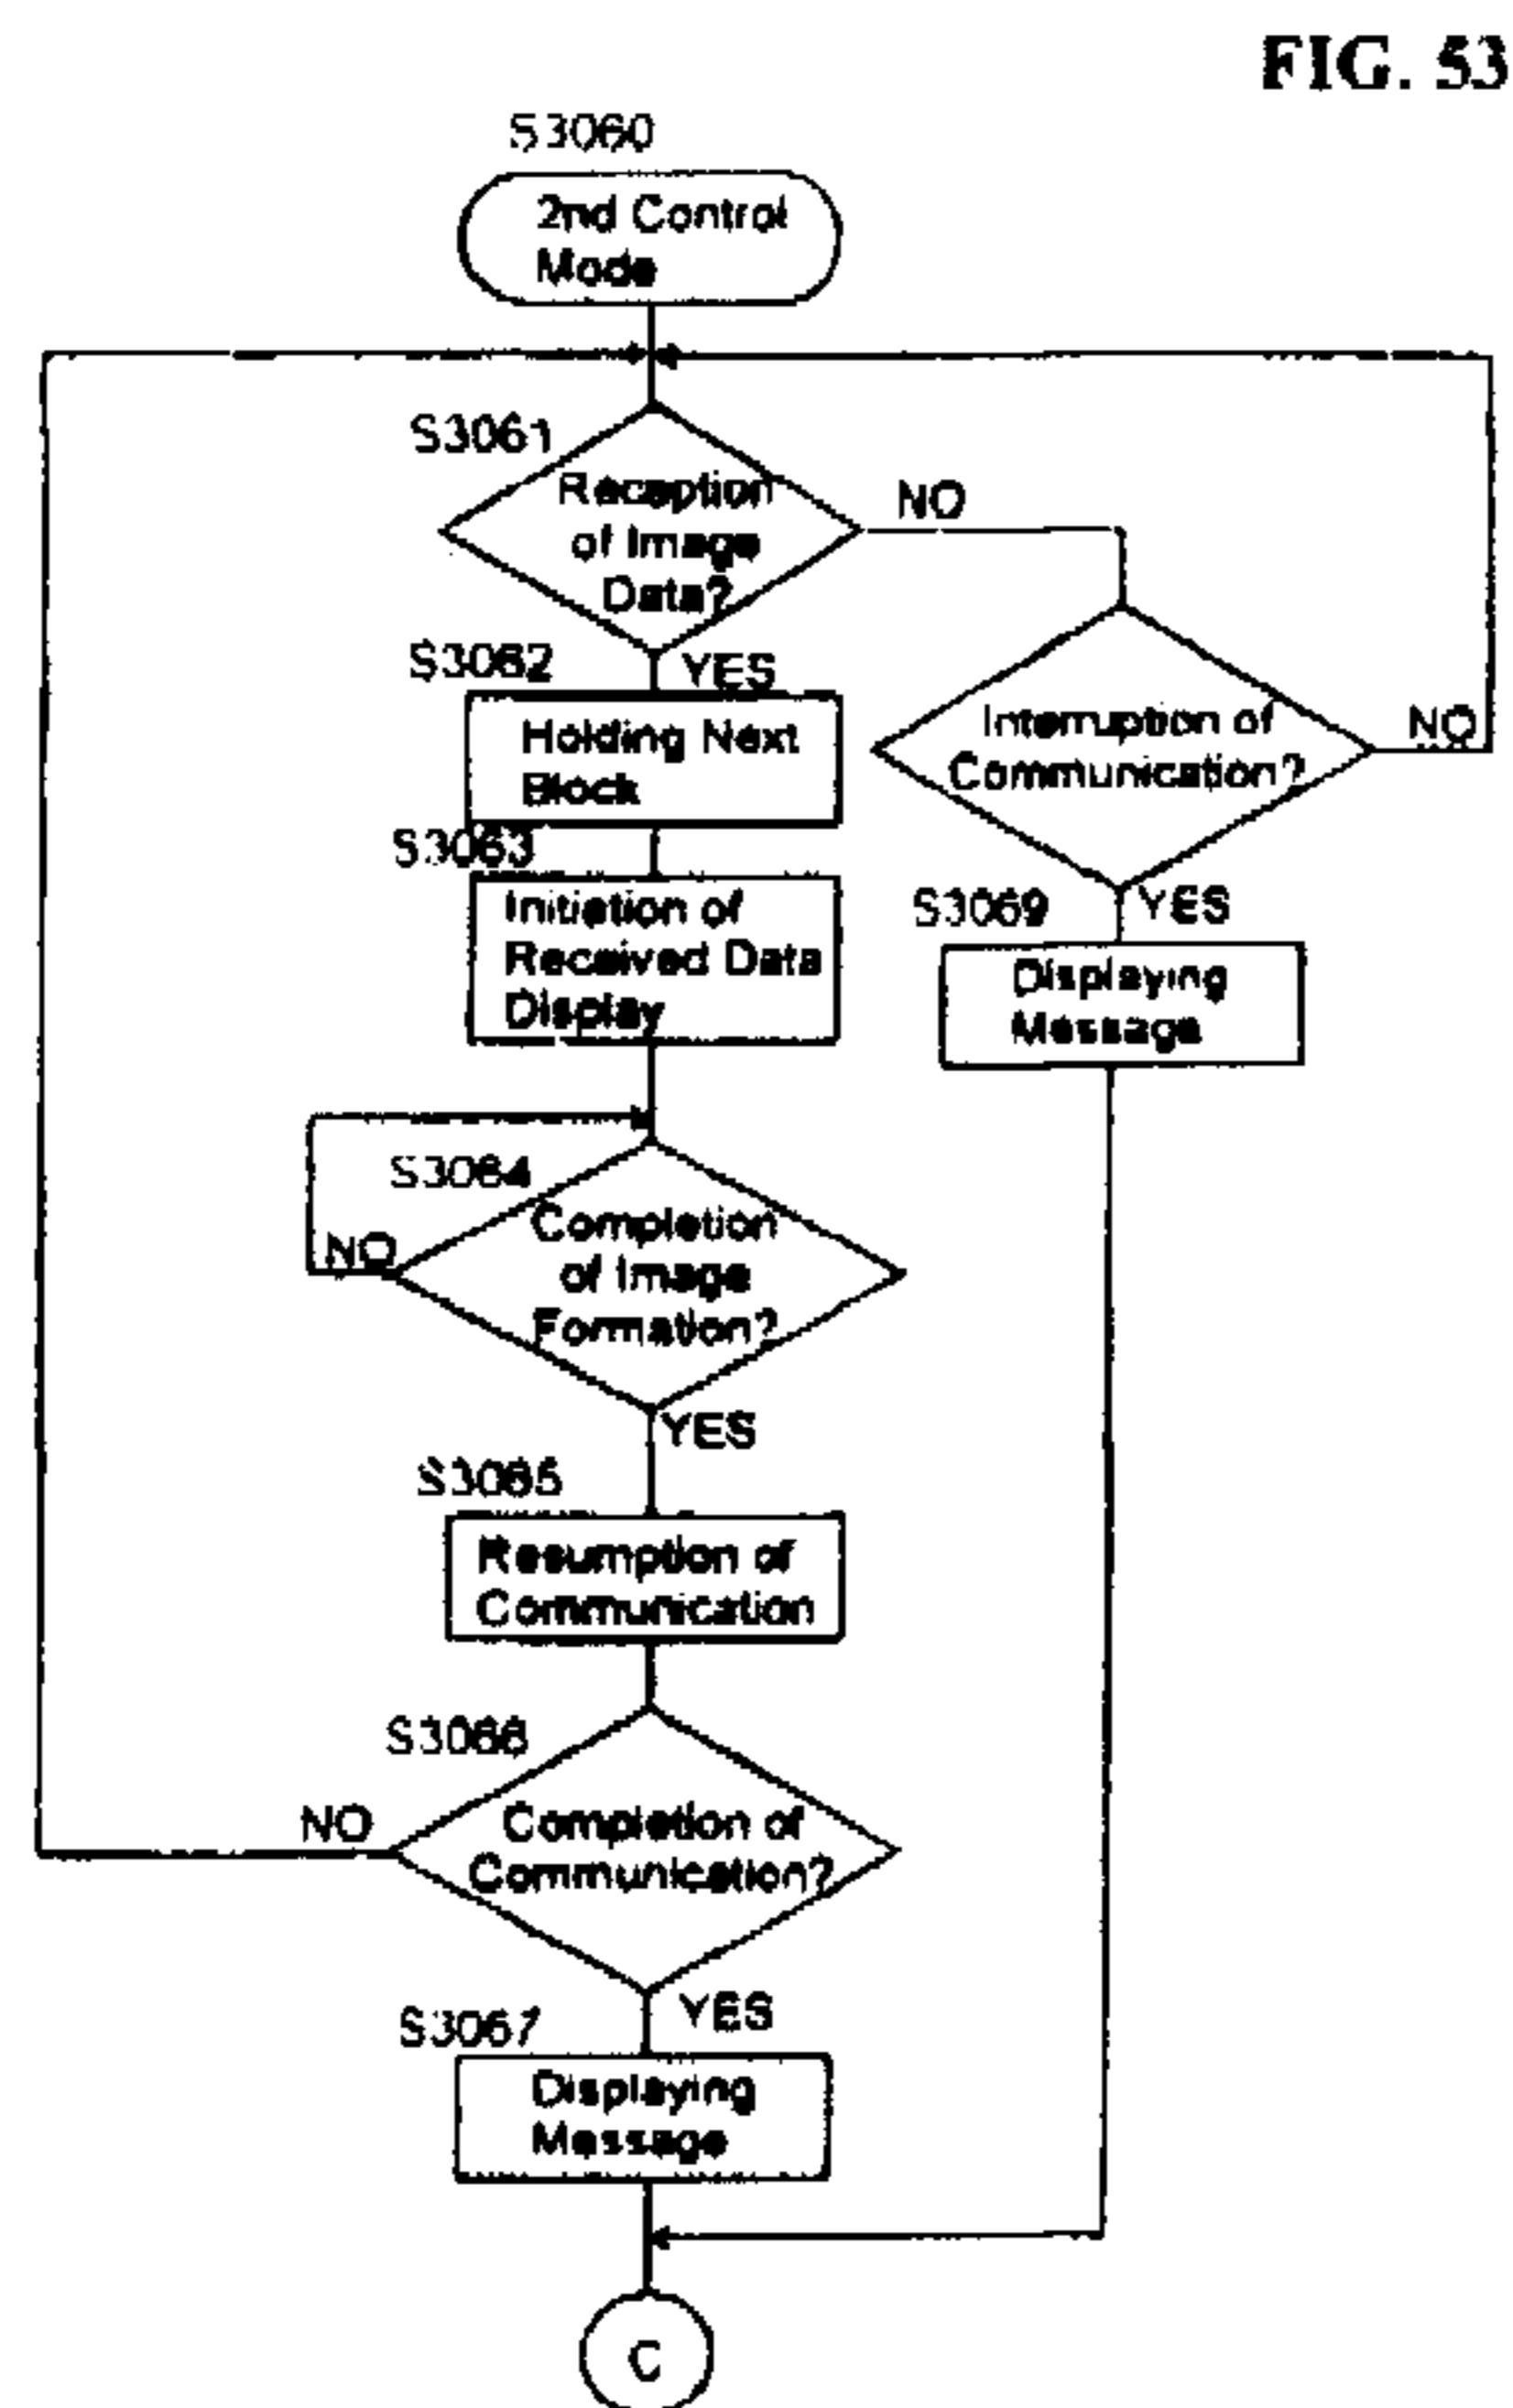 FIG. 53
S3060
2nd Control
Mode
S3061
Reception
of Image
Data?
NO
YES
S3062
Holding Next
Block
Interruption of
Communication?
NO
YES
S3063
Initiation of
Received Data
Display
S3069
Displaying
Message
S3064
Completion
of Image
Formation?
NO
YES
S3065
Resumption of
Communication
S3066
Completion of
Communication?
NO
YES
S3067
Displaying
Message
C